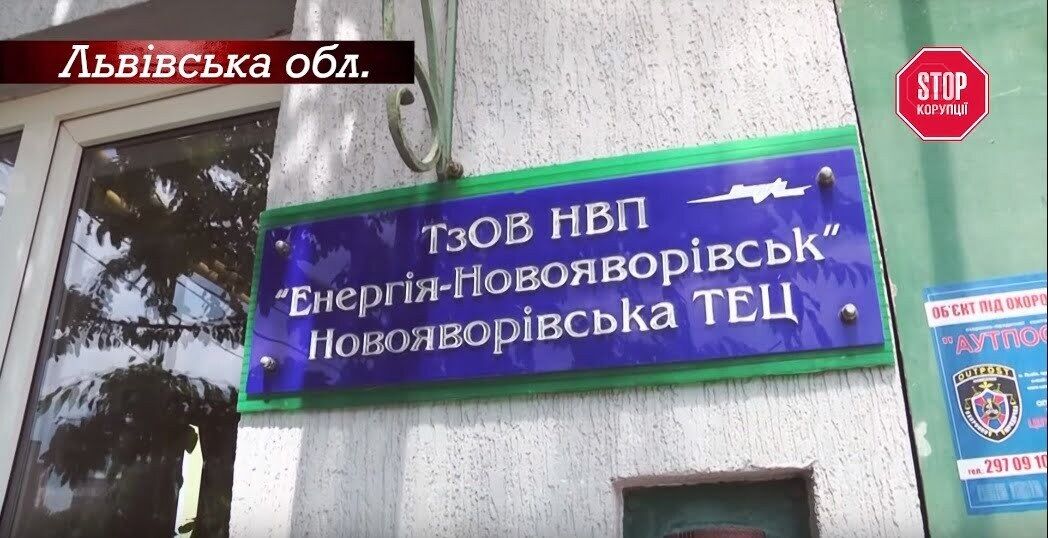 Львівська обл.
STOP
КОРУПЦІЇ
ТзОВ НВП
"Енергія-Новояворівськ"
Новояворівська ТЕЦ
ОБ'ЄКТ ПІД
"АУТПОС
OUTPOST
тел. 297 09 10